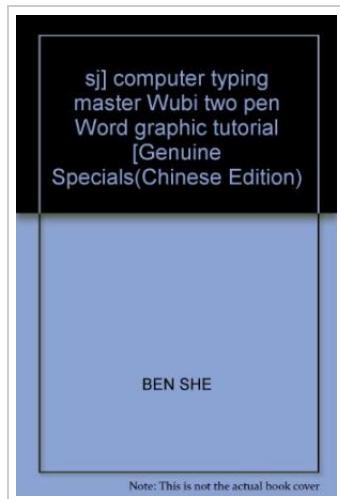 sj] computer typing
master Wubi two pen
Word graphic tutorial
[Genuine
Specials(Chinese Edition)
BEN SHE
Note: This is not the actual book cover